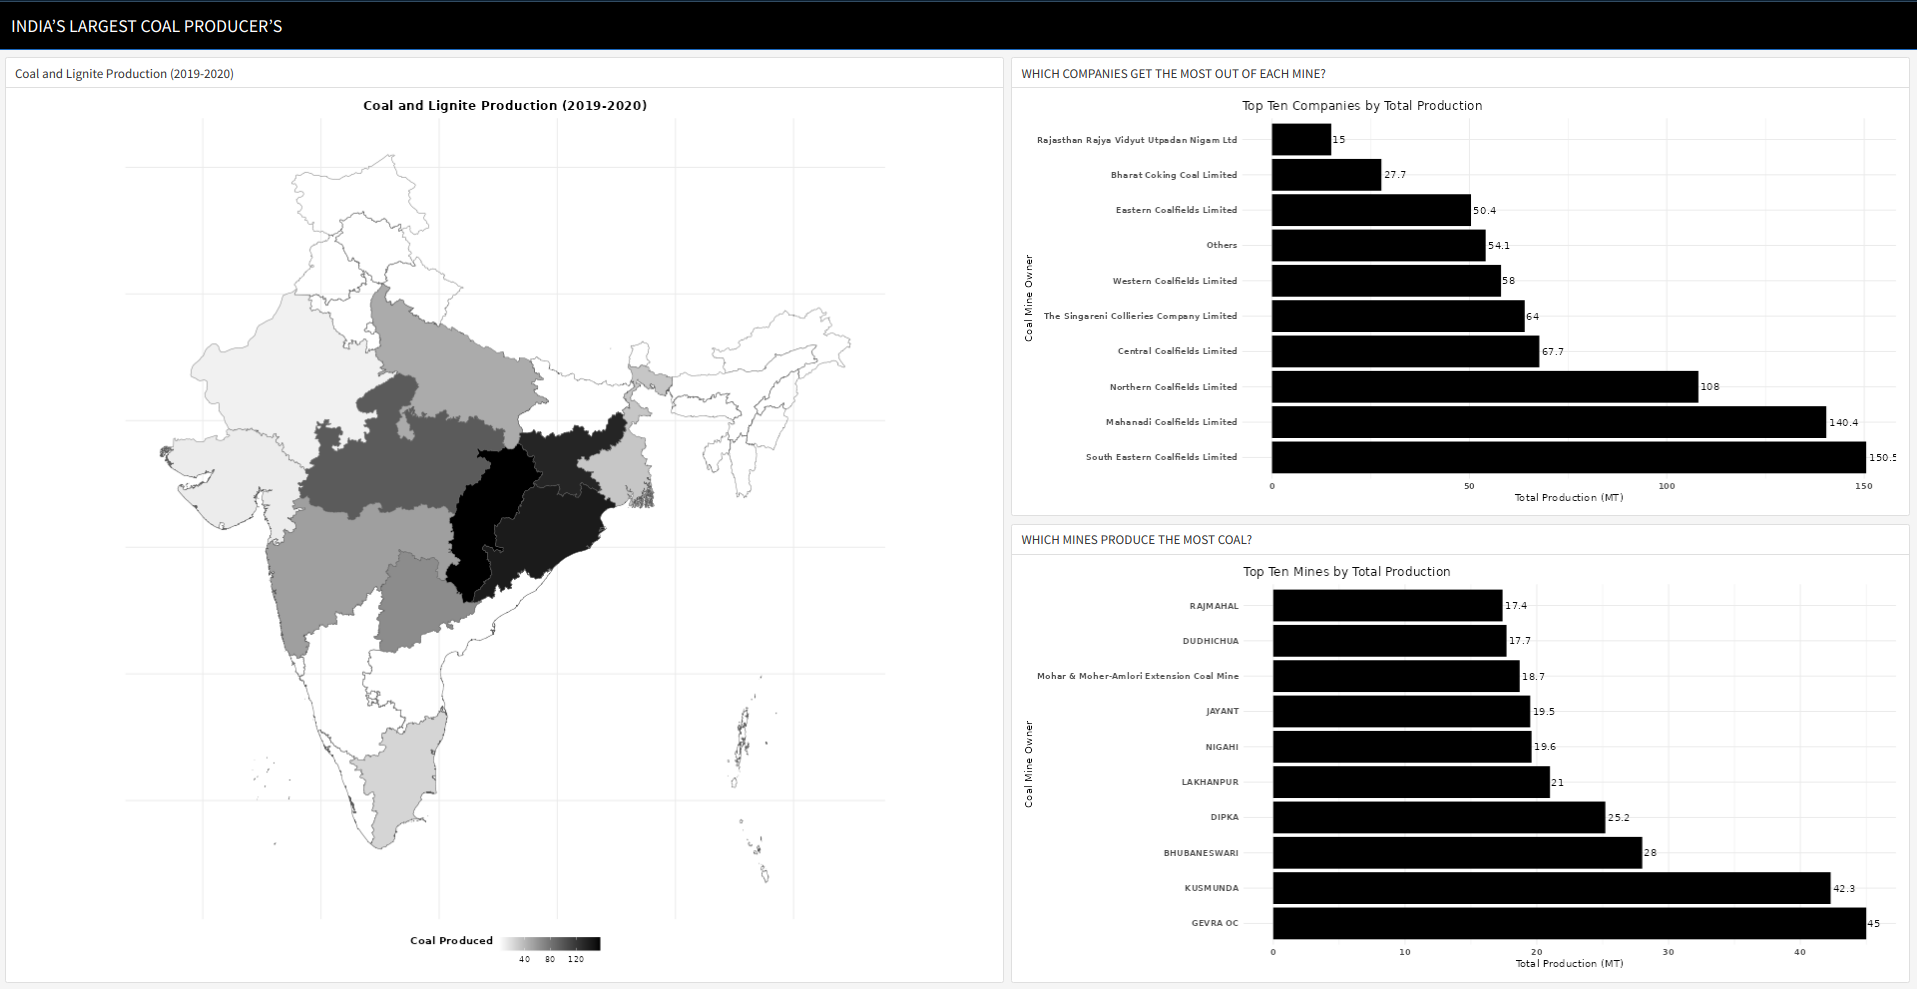 INDIA’S LARGEST COAL PRODUCER’S
Coal and Lignite Production (2019-2020)
Coal and Lignite Production (2019-2020)
Coal Produced
40 80 120
WHICH COMPANIES GET THE MOST OUT OF EACH MINE?
Top Ten Companies by Total Production
Coal Mine Owner
Rajasthan Rajya Vidyut Utpadan Nigam Ltd 15
Bharat Coking Coal Limited 27.7
Eastern Coalfields Limited 50.4
Others 54.1
Western Coalfields Limited 58
The Singareni Collieries Company Limited 64
Central Coalfields Limited 67.7
Northern Coalfields Limited 108
Mahanadi Coalfields Limited 140.4
South Eastern Coalfields Limited 150.5
0 50 100 150
Total Production (MT)
WHICH MINES PRODUCE THE MOST COAL?
Top Ten Mines by Total Production
Coal Mine Owner
RAJMAHAL 17.4
DUDHICHUA 17.7
Mohar & Moher-Amlori Extension Coal Mine 18.7
JAYANT 19.5
NIGAHI 19.6
LAKHANPUR 21
DIPKA 25.2
BHUBANESWARI 28
KUSMUNDA 42.3
GEVRA OC 45
0 10 20 30 40
Total Production (MT)